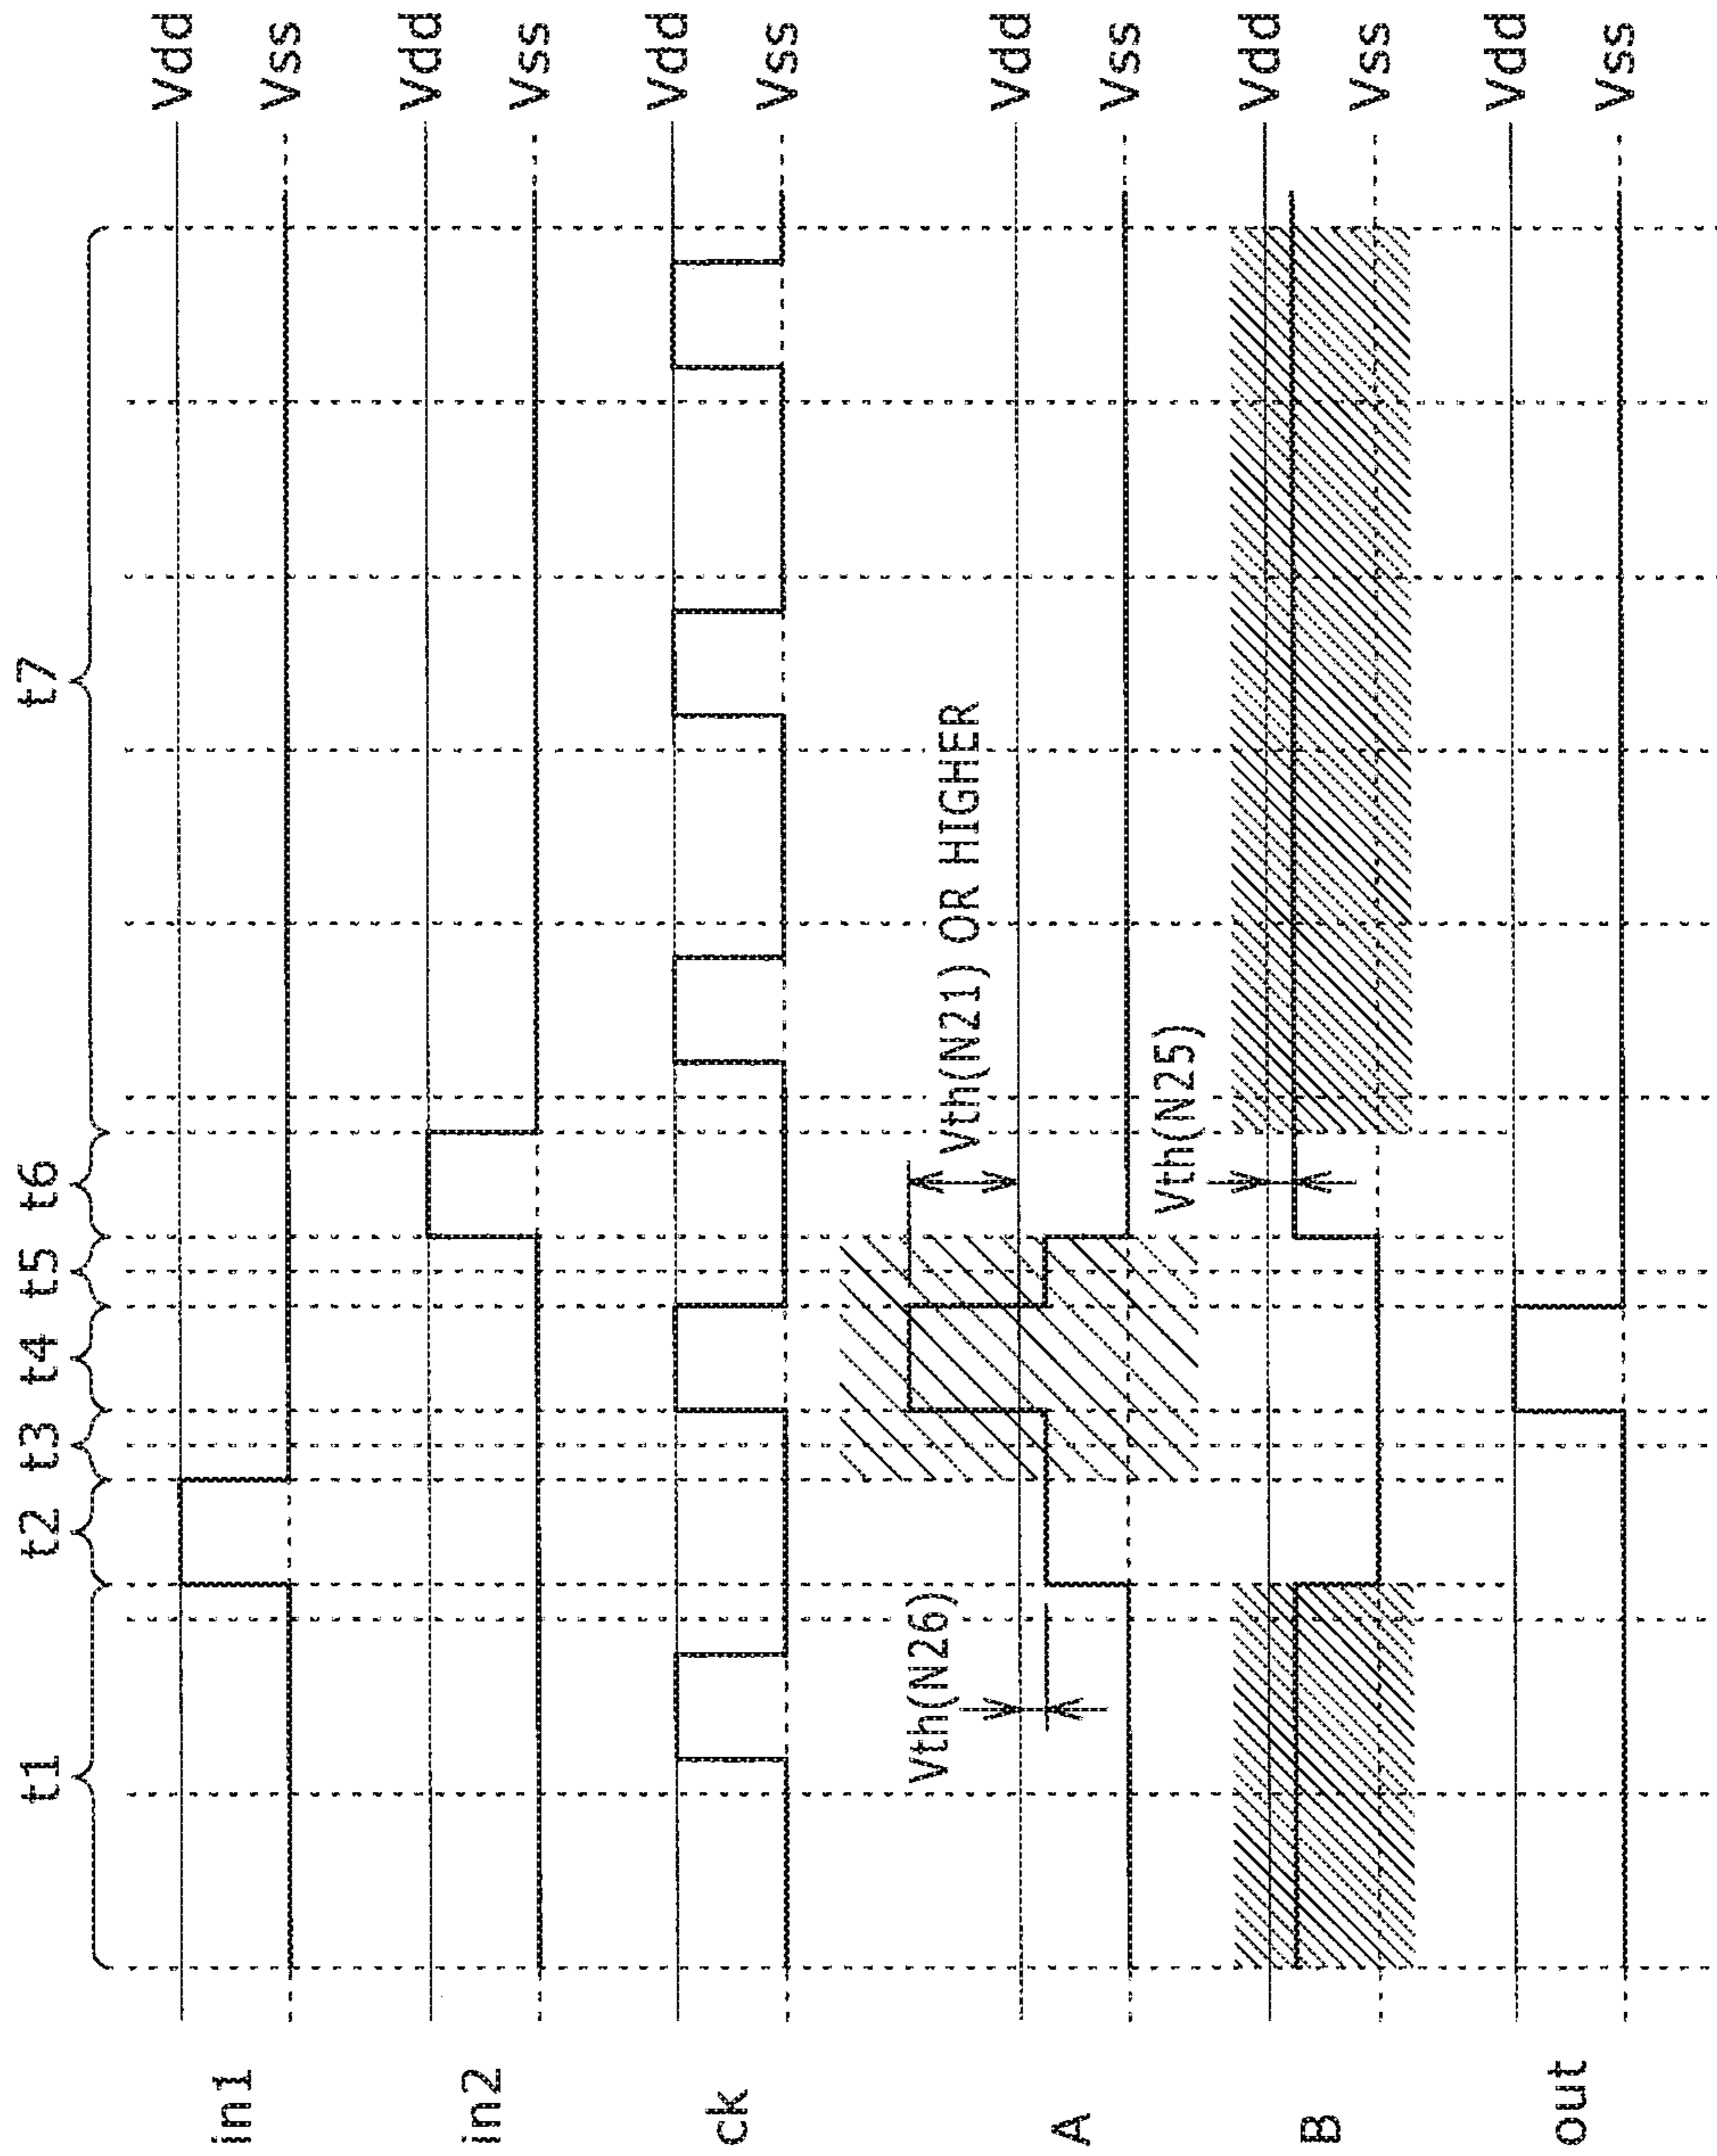 t1 t2 t3 t4 t5 t6 t7
in1 Vdd
Vss
in2 Vdd
Vss
ck Vdd
Vss
Vth(N26)
Vth(N21) OR HIGHER
A Vdd
Vss
Vth(N25)
B Vdd
Vss
out Vdd
Vss